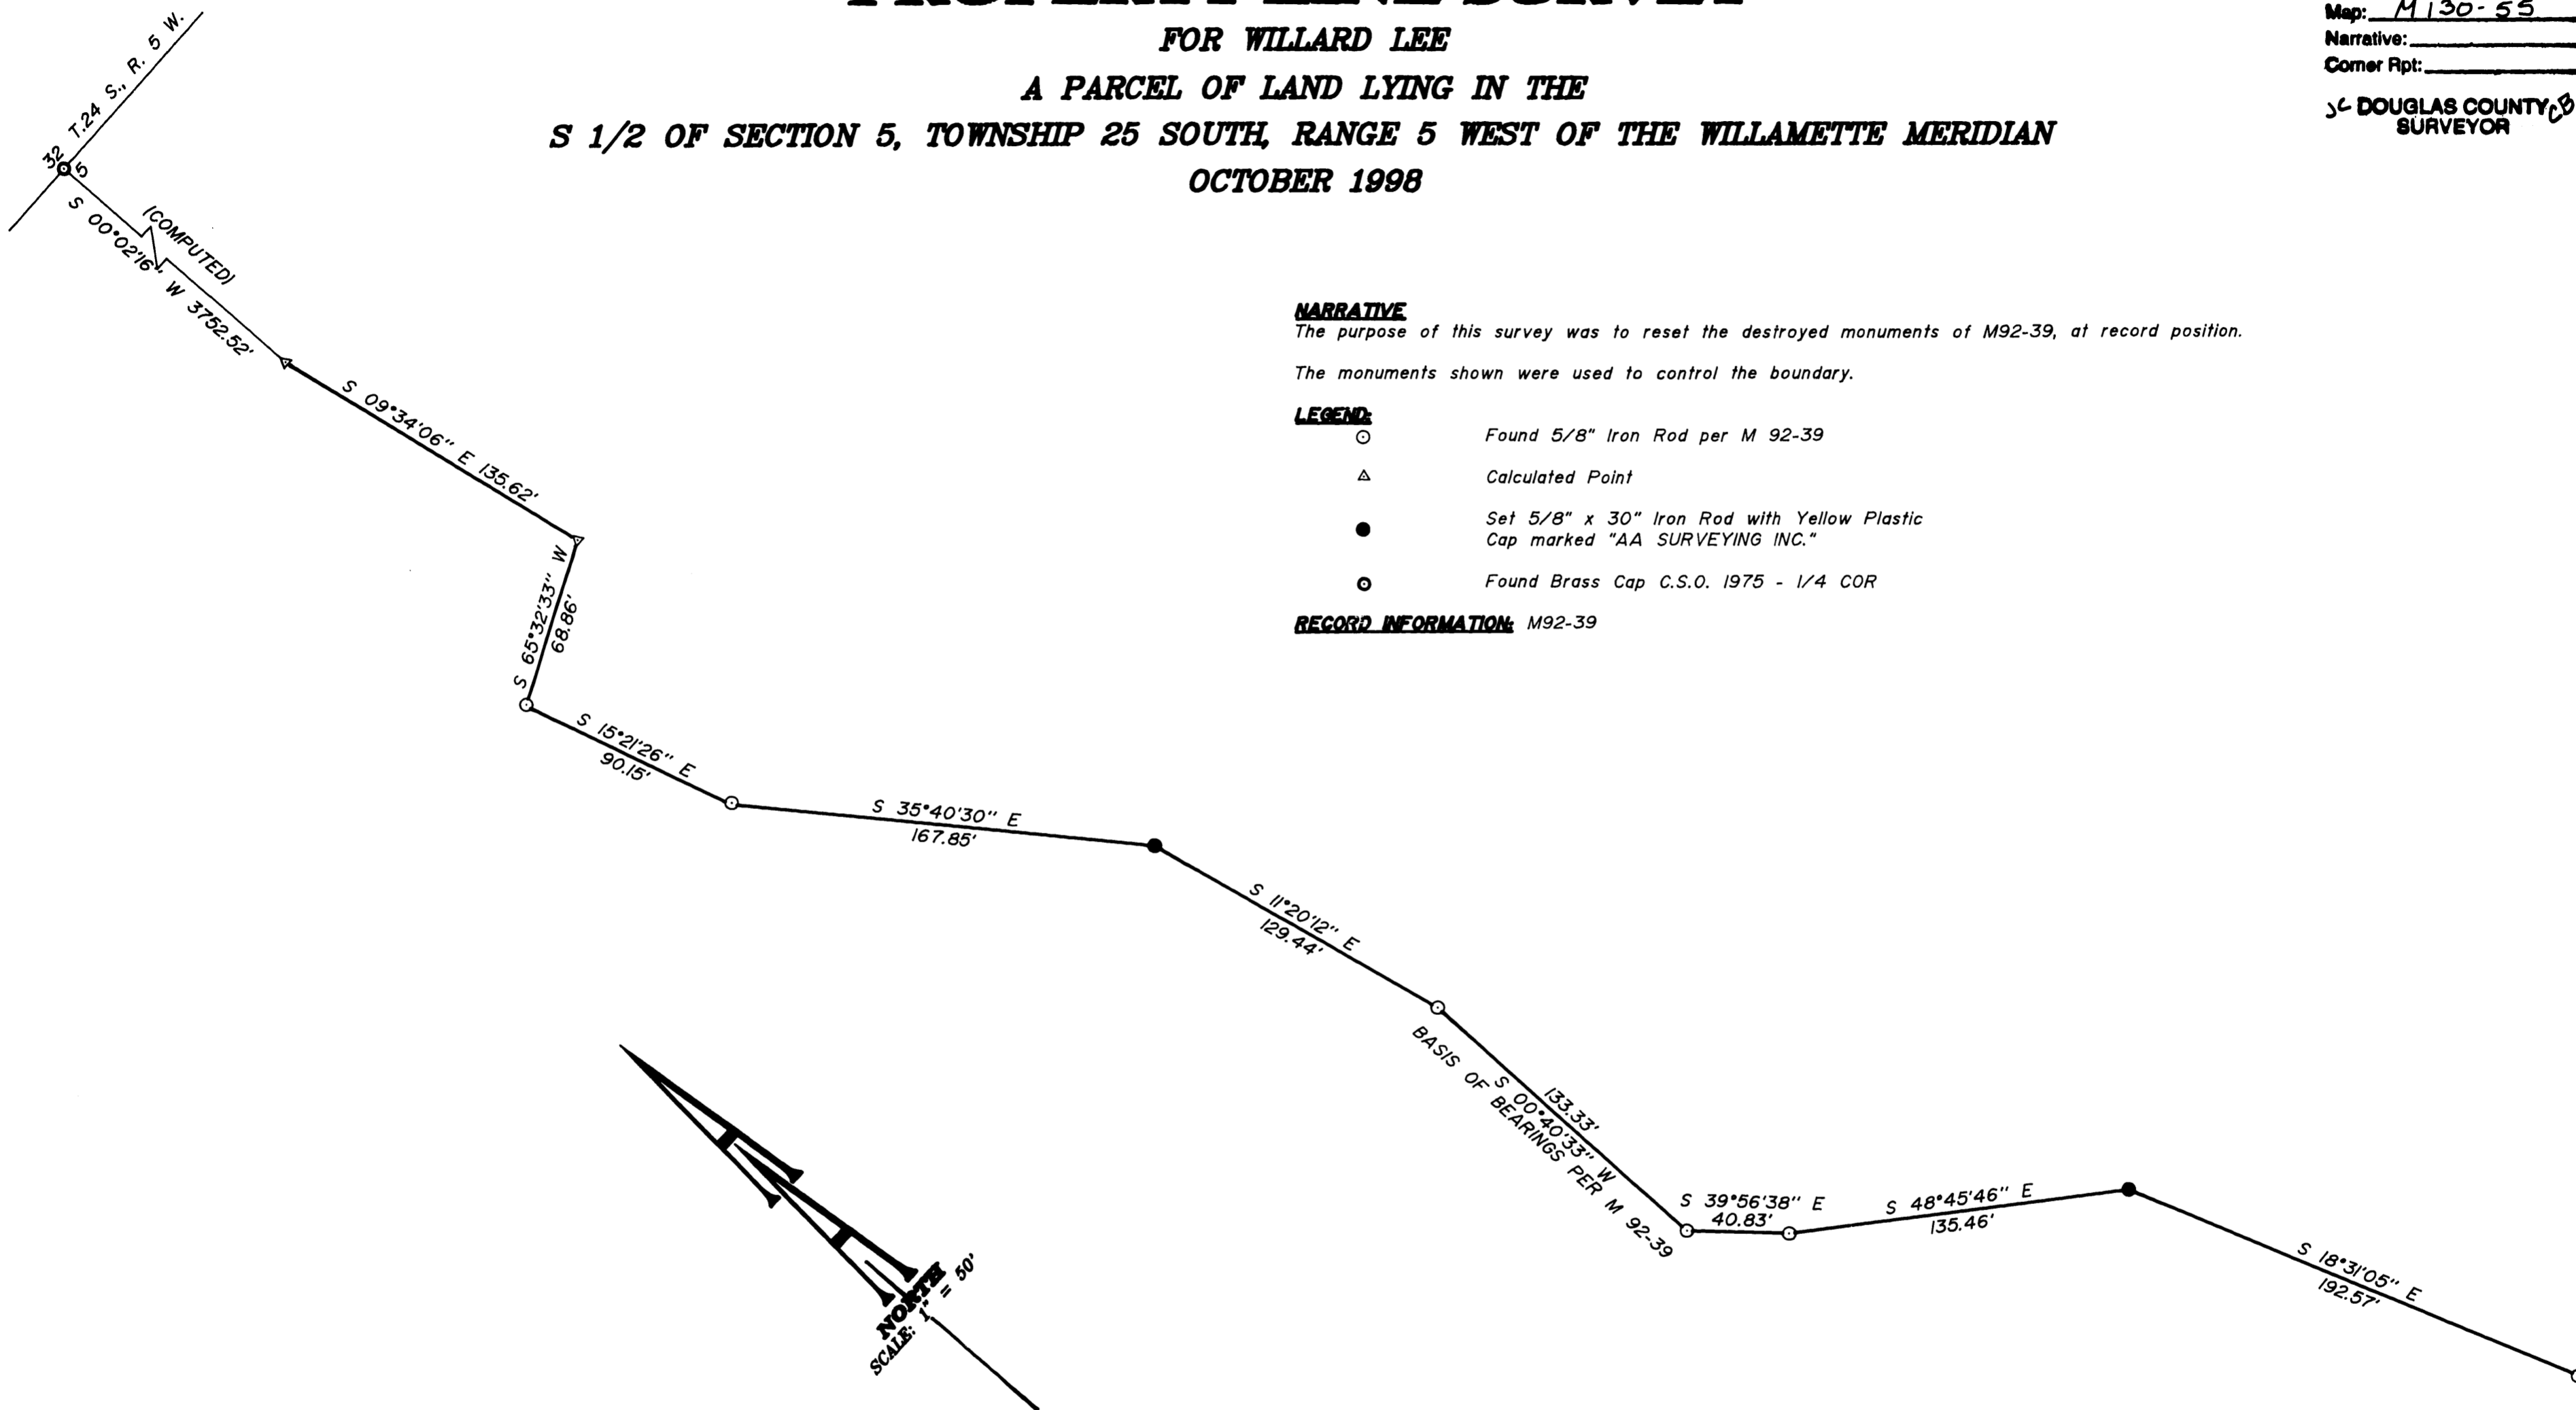 PROPERTY LINE SURVEY
FOR WILLARD LEE
A PARCEL OF LAND LYING IN THE
S 1/2 OF SECTION 5, TOWNSHIP 25 SOUTH, RANGE 5 WEST OF THE WILLAMETTE MERIDIAN
OCTOBER 1998
Map: M130-55
Narrative:
Corner Rpt:
JC DOUGLAS COUNTY CB
SURVEYOR
T.24 S., R. 5 W.
32
5
(COMPUTED)
S 00°02'16" W 3752.52'
S 09°34'06" E 135.62'
S 65°32'33" W
68.86'
S 15°21'26" E
90.15'
S 35°40'30" E
167.85'
S 11°20'12" E
129.44'
133.33'
S 00°40'33" W
BASIS OF BEARINGS PER M 92-39
S 39°56'38" E
40.83'
S 48°45'46" E
135.46'
S 18°31'05" E
192.57'
NARRATIVE
The purpose of this survey was to reset the destroyed monuments of M92-39, at record position.
The monuments shown were used to control the boundary.
LEGEND:
Found 5/8" Iron Rod per M 92-39
Calculated Point
Set 5/8" x 30" Iron Rod with Yellow Plastic
Cap marked "AA SURVEYING INC."
Found Brass Cap C.S.O. 1975 - 1/4 COR
RECORD INFORMATION: M92-39
NORTH
SCALE: 1" = 50'